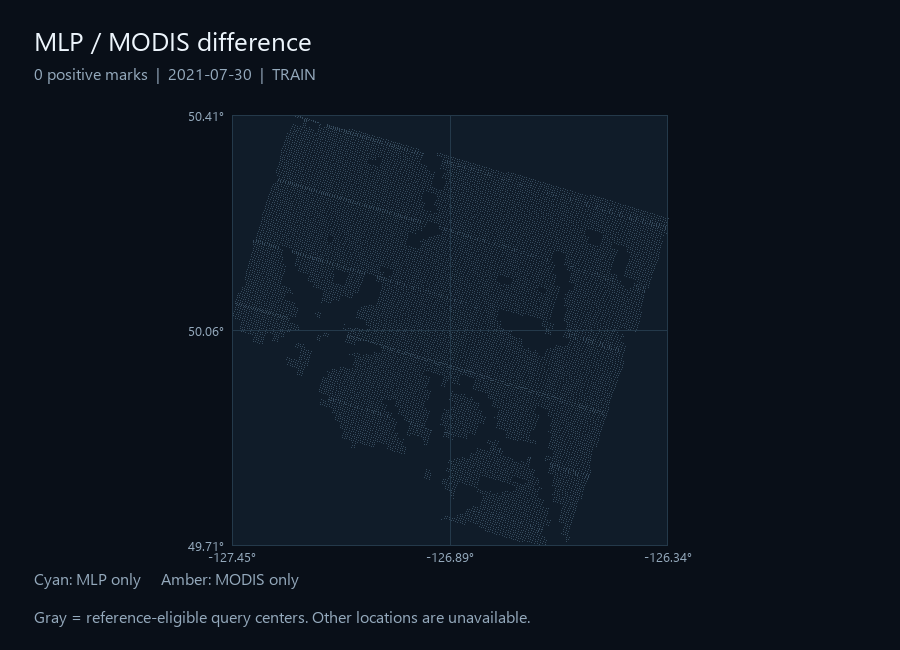 MLP / MODIS difference
0 positive marks | 2021-07-30 | TRAIN
50.41°
50.06°
49.71°
-127.45° -126.89° -126.34°
Cyan: MLP only Amber: MODIS only
Gray = reference-eligible query centers. Other locations are unavailable.